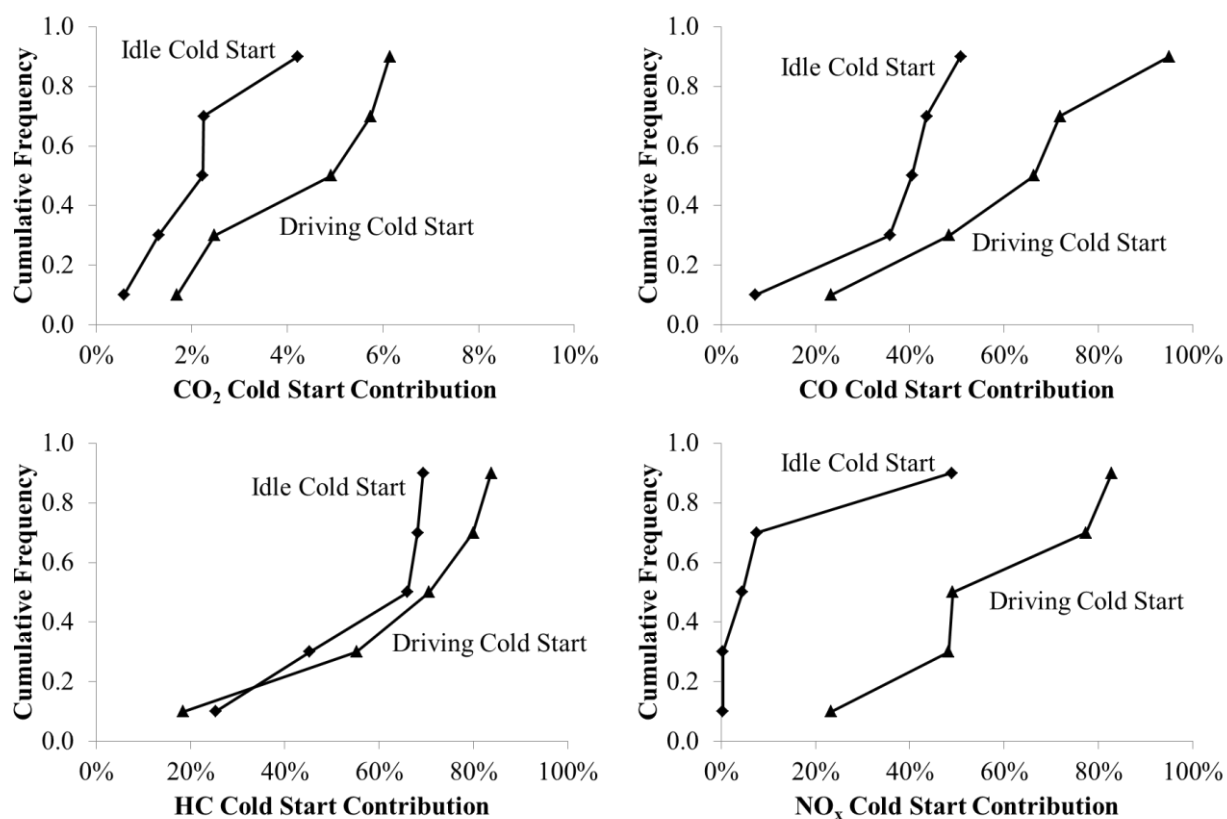 1.0
0.8
0.6
0.4
0.2
0.0
Cumulative Frequency
Idle Cold Start
Driving Cold Start
0% 2% 4% 6% 8% 10%
CO₂ Cold Start Contribution
1.0
0.8
0.6
0.4
0.2
0.0
Cumulative Frequency
Idle Cold Start
Driving Cold Start
0% 20% 40% 60% 80% 100%
CO Cold Start Contribution
1.0
0.8
0.6
0.4
0.2
0.0
Cumulative Frequency
Idle Cold Start
Driving Cold Start
0% 20% 40% 60% 80% 100%
HC Cold Start Contribution
1.0
0.8
0.6
0.4
0.2
0.0
Cumulative Frequency
Idle Cold Start
Driving Cold Start
0% 20% 40% 60% 80% 100%
NOₓ Cold Start Contribution